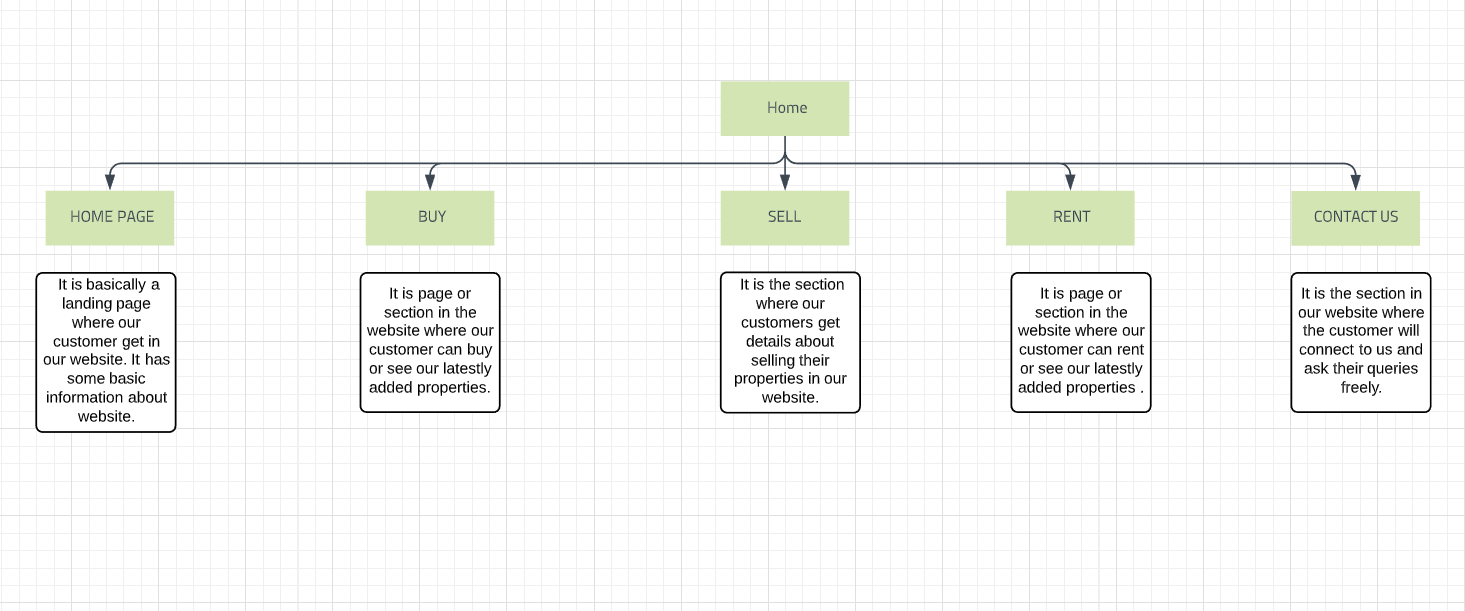 Home
HOME PAGE
BUY
SELL
RENT
CONTACT US
It is basically a
landing page
where our
customer get in
our website. It has
some basic
information about
website.
It is page or
section in the
website where our
customer can buy
or see our latestly
added properties.
It is the section
where our
customers get
details about
selling their
properties in our
website.
It is page or
section in the
website where our
customer can rent
or see our latestly
added properties .
It is the section in
our website where
the customer will
connect to us and
ask their queries
freely.